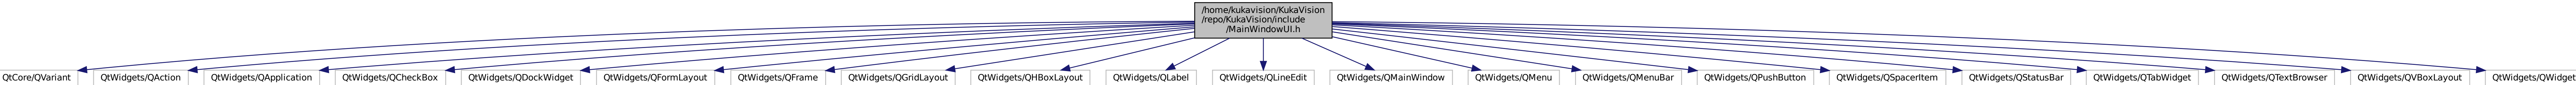 /home/kukavision/KukaVision
/repo/KukaVision/include
/MainWindowUI.h
QtCore/QVariant
QtWidgets/QAction
QtWidgets/QApplication
QtWidgets/QCheckBox
QtWidgets/QDockWidget
QtWidgets/QFormLayout
QtWidgets/QFrame
QtWidgets/QGridLayout
QtWidgets/QHBoxLayout
QtWidgets/QLabel
QtWidgets/QLineEdit
QtWidgets/QMainWindow
QtWidgets/QMenu
QtWidgets/QMenuBar
QtWidgets/QPushButton
QtWidgets/QSpacerItem
QtWidgets/QStatusBar
QtWidgets/QTabWidget
QtWidgets/QTextBrowser
QtWidgets/QVBoxLayout
QtWidgets/QWidget